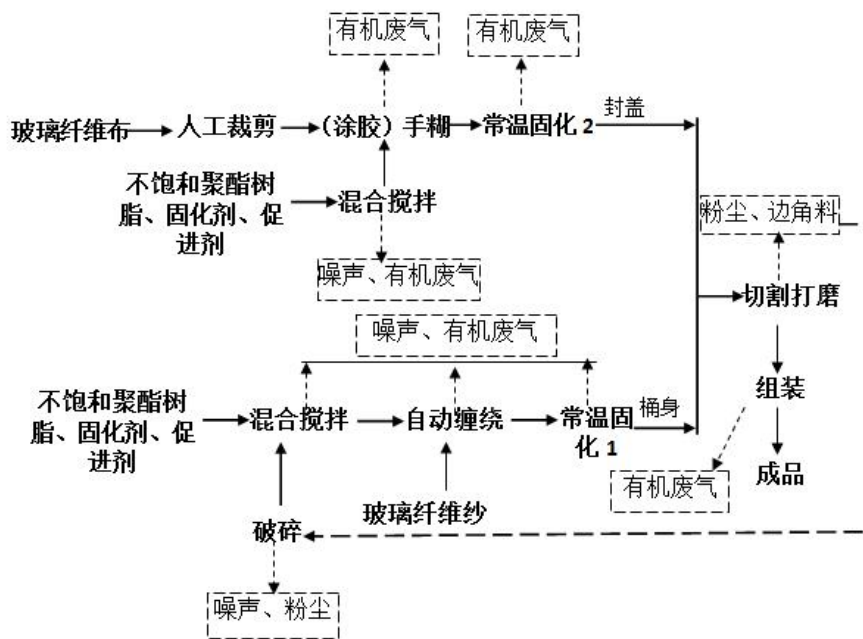 有机废气
有机废气
玻璃纤维布
人工裁剪
（涂胶）手糊
常温固化 2
封盖
不饱和聚酯树
脂、固化剂、促
进剂
混合搅拌
粉尘、边角料
噪声、有机废气
切割打磨
噪声、有机废气
组装
不饱和聚酯树
脂、固化剂、促
进剂
混合搅拌
自动缠绕
常温固
化 1
桶身
有机废气
成品
玻璃纤维纱
破碎
噪声、粉尘